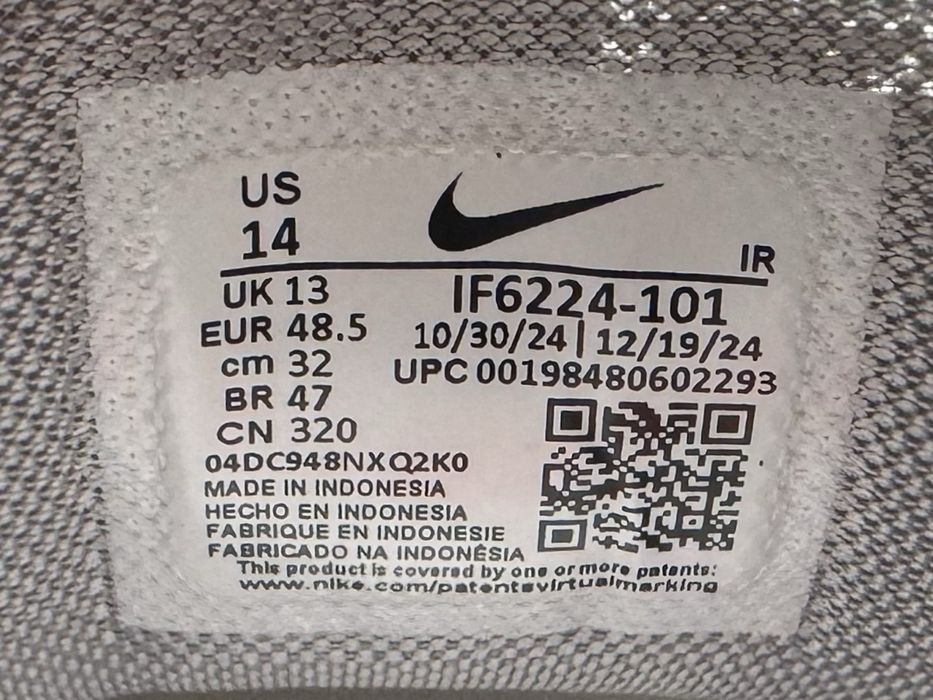 US
14
IR
UK 13
EUR 48.5
cm 32
BR 47
CN 320
IF6224-101
10/30/24 | 12/19/24
UPC 00198480602293
04DC948NXQ2K0
MADE IN INDONESIA
HECHO EN INDONESIA
FABRIQUE EN INDONESIE
FABRICADO NA INDONÉSIA
This product is covered by one or more patents:
www.nike.com/patentsvirtualmarking